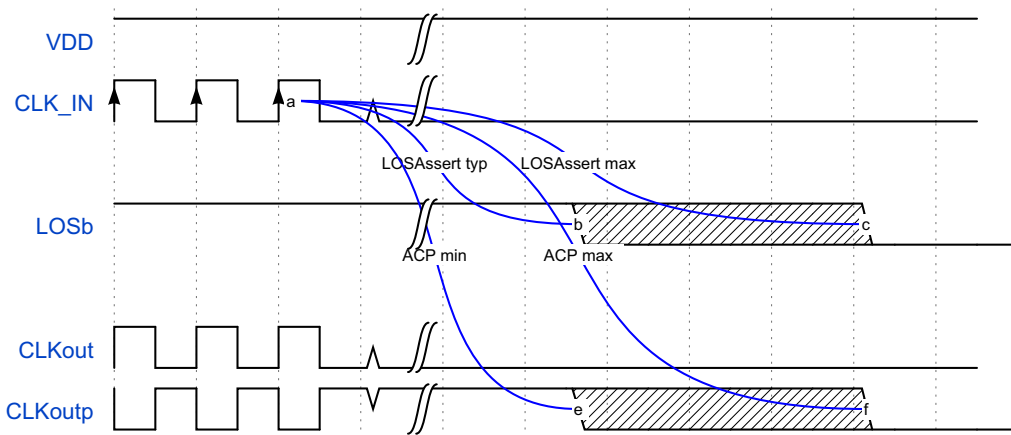 VDD
CLK_IN
a
LOSAssert typ LOSAssert max
LOSb
b
c
ACP min ACP max
CLKout
CLKoutp
e
f